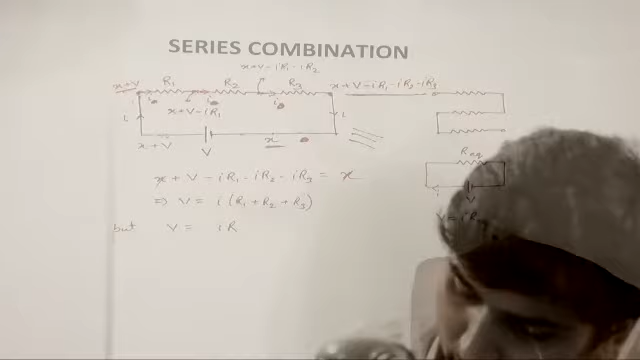 SERIES COMBINATION
x+V-iR₁-iR₂
x+V R₁ R₂ R₃ x+V-iR₁-iR₂-iR₃
i i i
x+V-iR₁
i i
x+V V x
Req
i V
x+V-iR₁-iR₂-iR₃ = x
⇒ V = i(R₁+R₂+R₃)
V = iReq
but V = iR